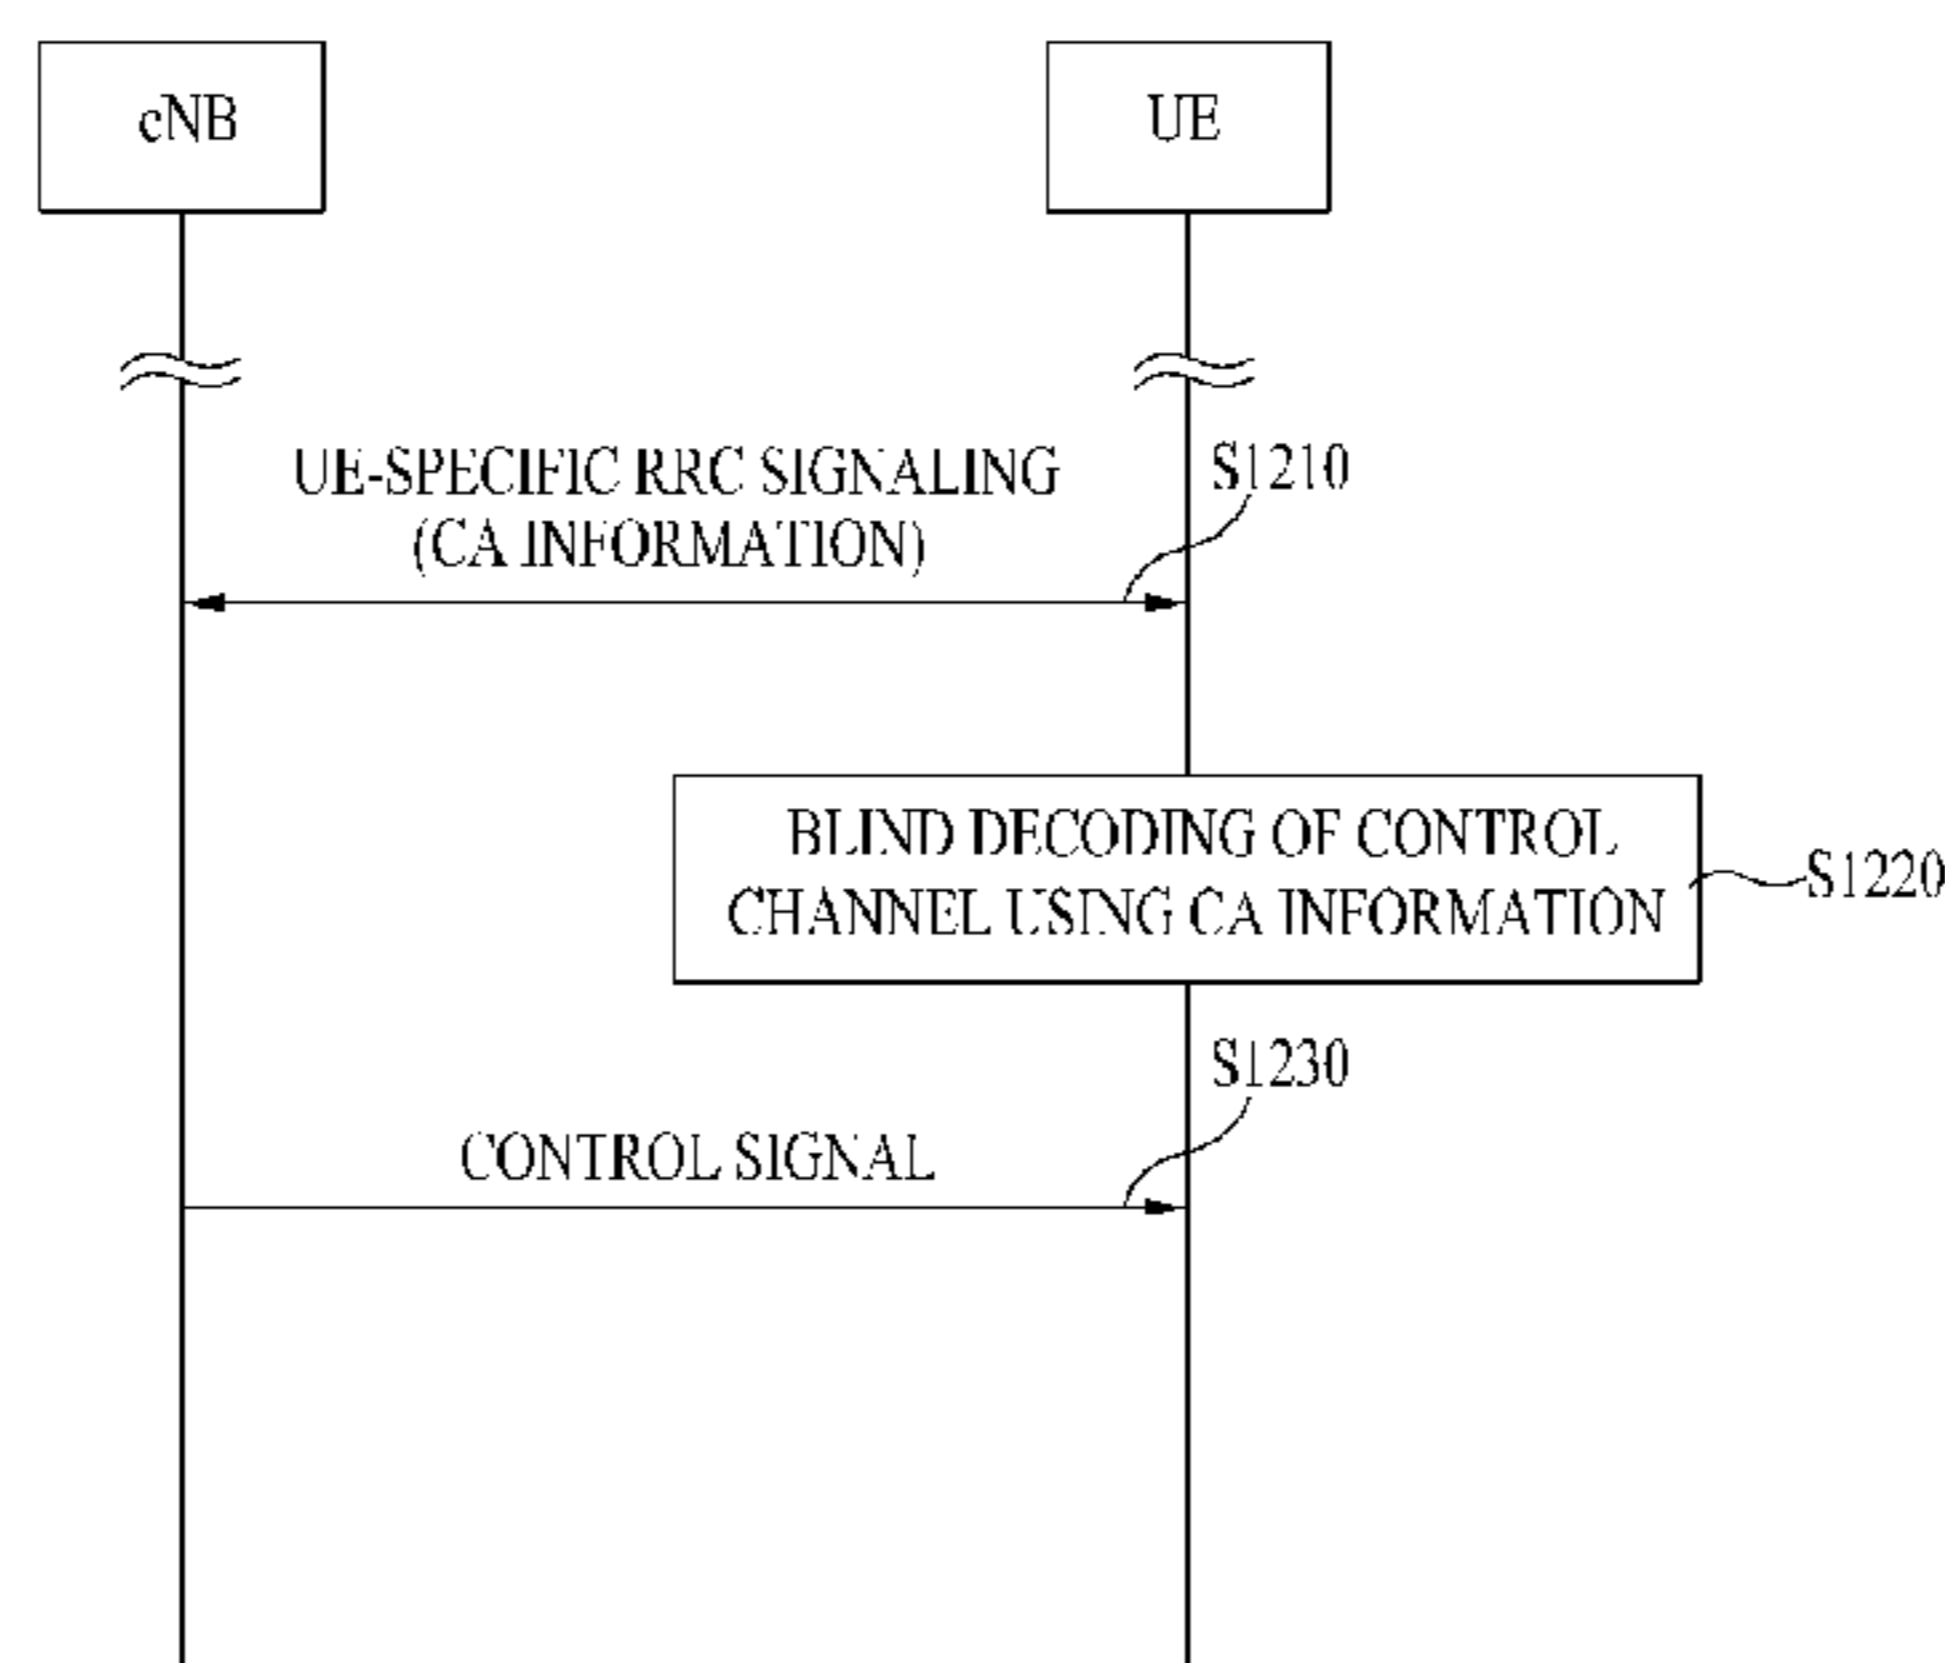 eNB
UE
UE-SPECIFIC RRC SIGNALING
(CA INFORMATION)
S1210
BLIND DECODING OF CONTROL
CHANNEL USING CA INFORMATION
S1220
S1230
CONTROL SIGNAL